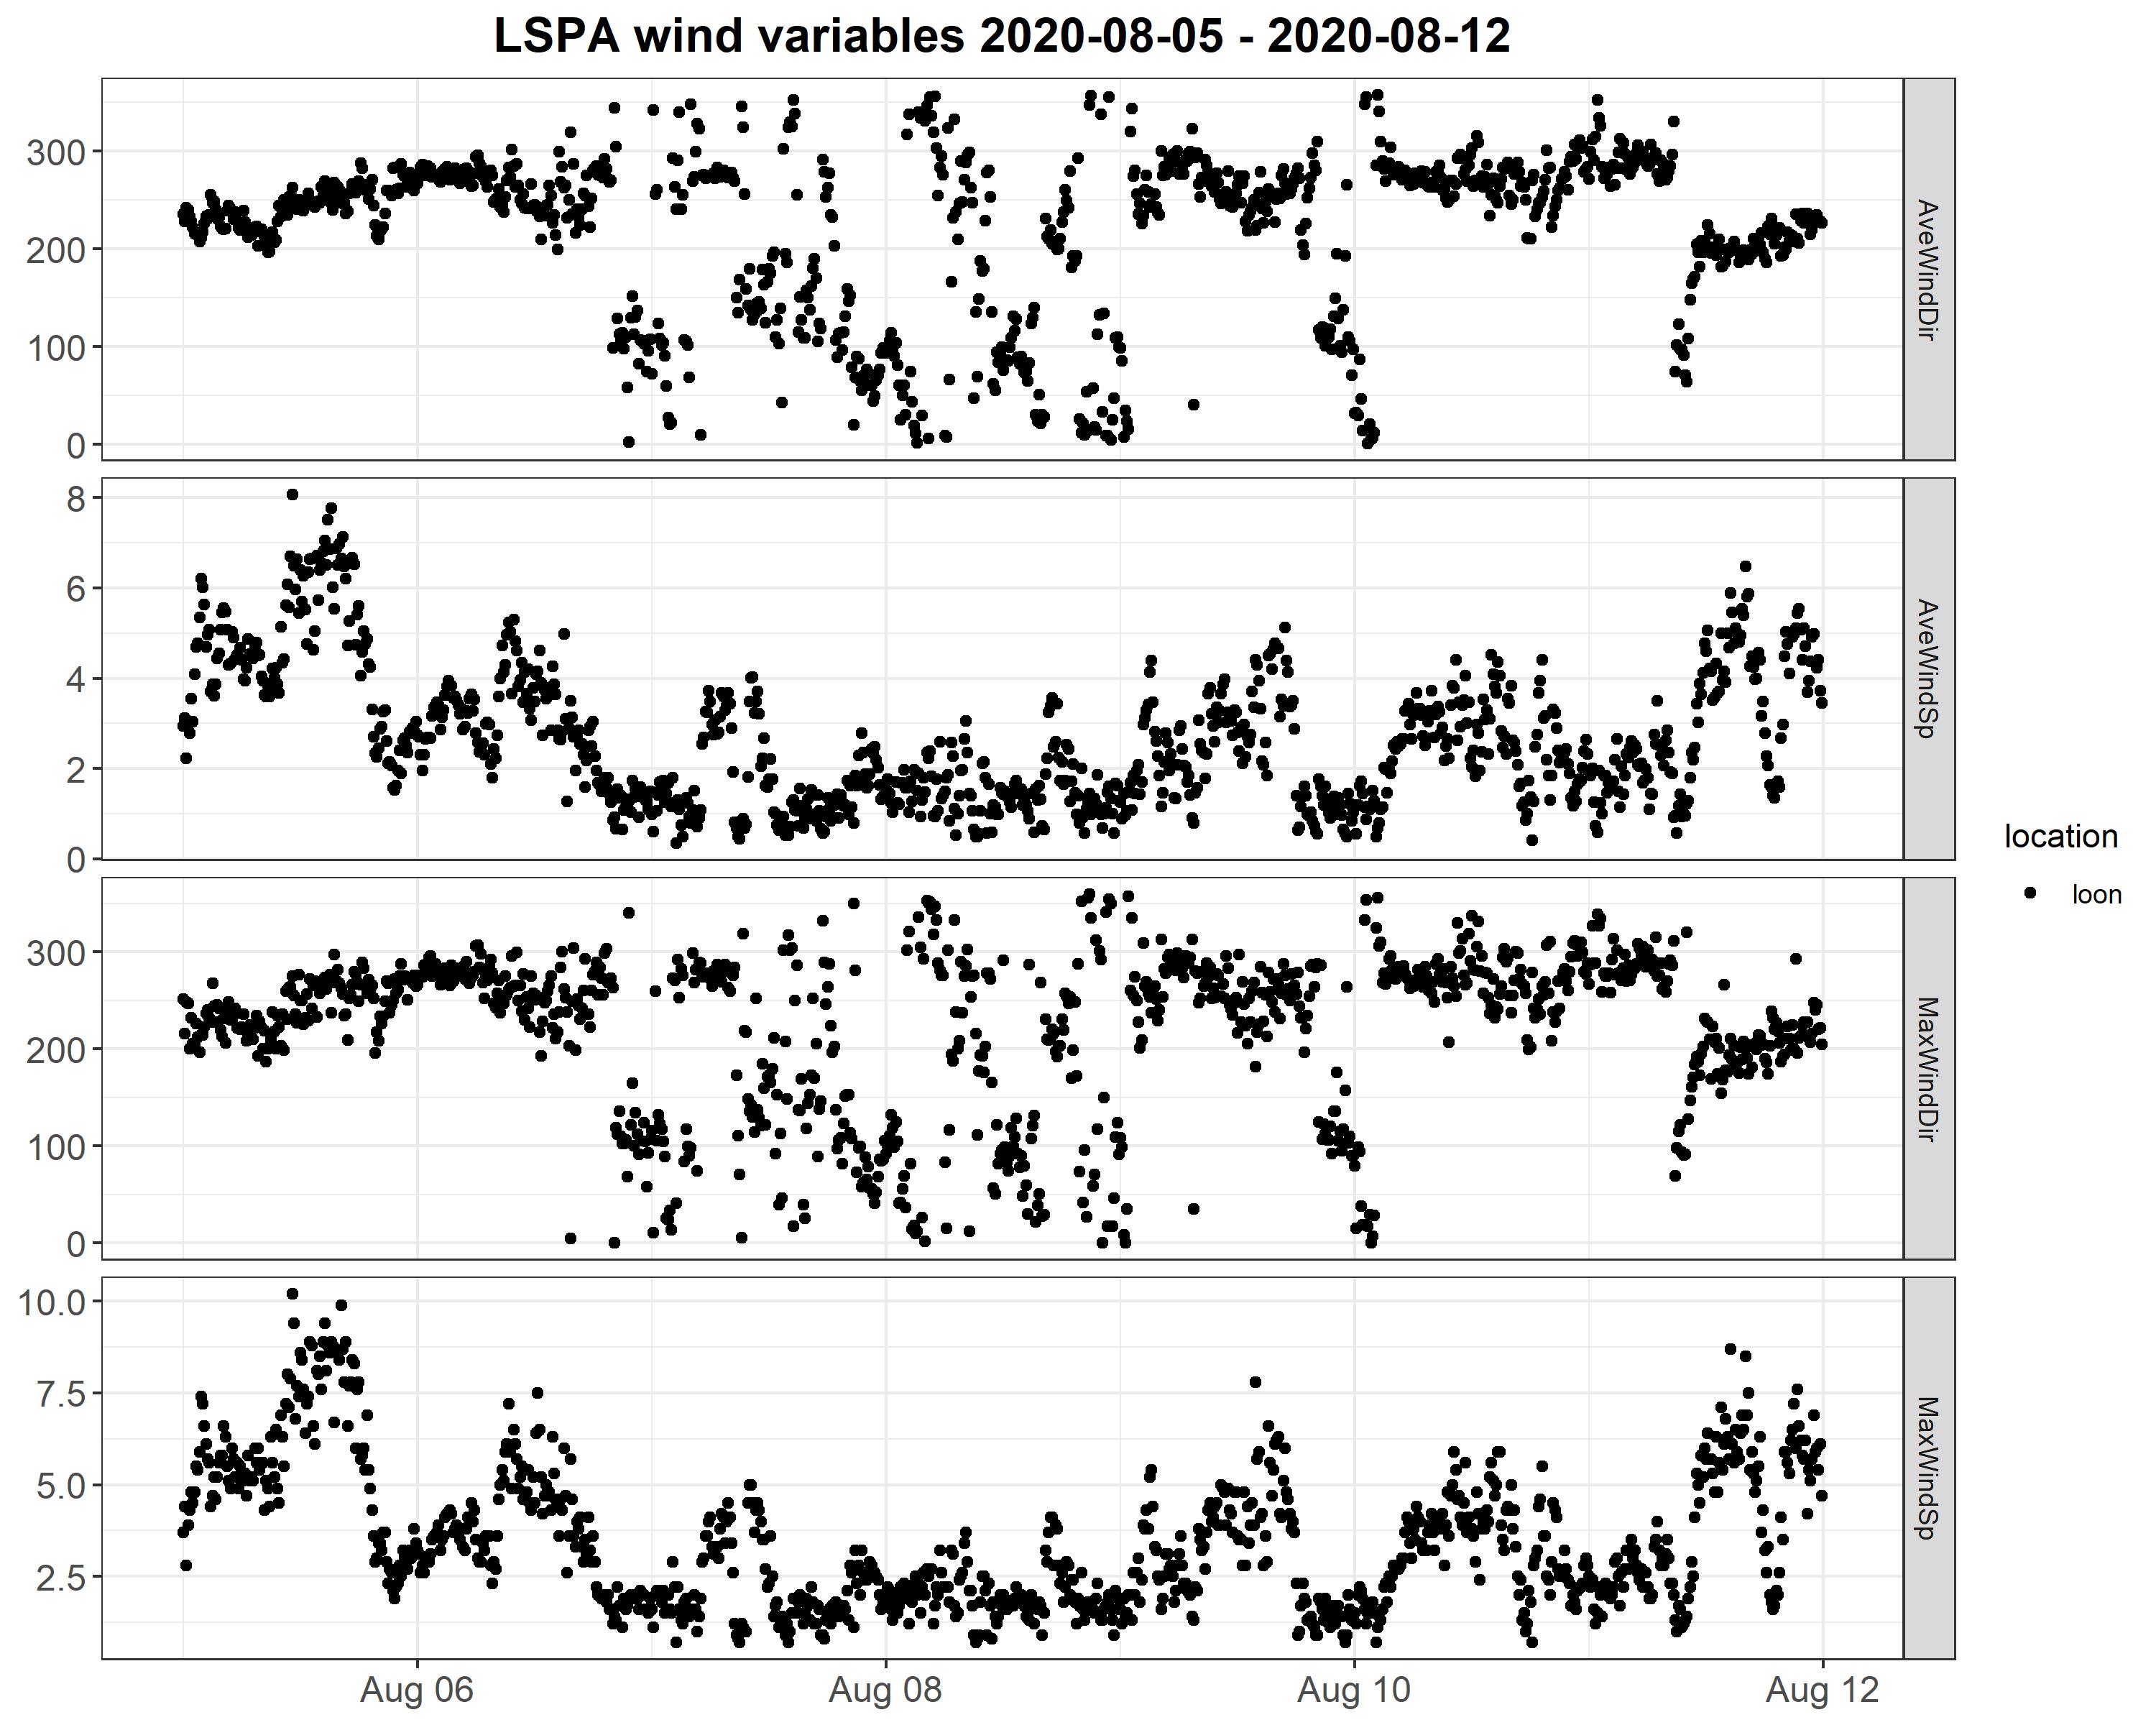 LSPA wind variables 2020-08-05 - 2020-08-12
300
200
100
0
AveWindDir
8
6
4
2
0
AveWindSp
300
200
100
0
MaxWindDir
10.0
7.5
5.0
2.5
MaxWindSp
Aug 06
Aug 08
Aug 10
Aug 12
location
loon